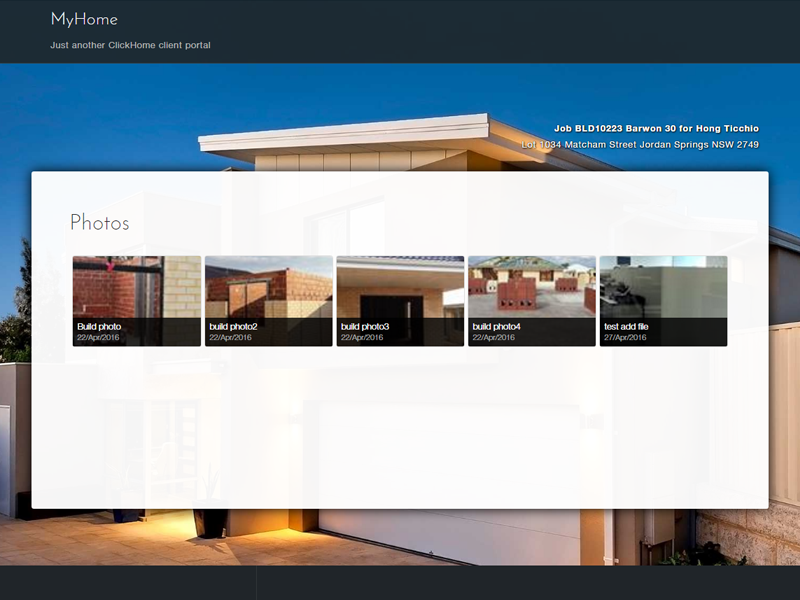 MyHome
Just another ClickHome client portal
Job BLD10223 Barwon 30 for Hong Ticchio
Lot 1034 Matcham Street Jordan Springs NSW 2749
Photos
Build photo
22/Apr/2016
build photo2
22/Apr/2016
build photo3
22/Apr/2016
build photo4
22/Apr/2016
test add file
27/Apr/2016